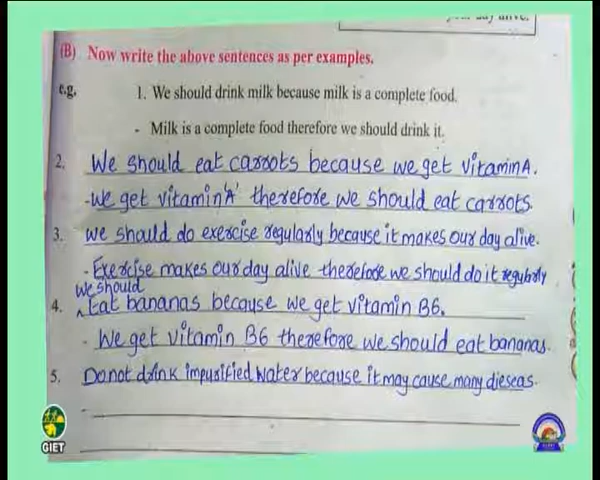 (B) Now write the above sentences as per examples.
e.g. 1. We should drink milk because milk is a complete food.
- Milk is a complete food therefore we should drink it.
2. We should eat carrots because we get vitamin A.
- We get vitamin 'A' therefore we should eat carrots.
3. we should do exercise regularly because it makes our day alive.
- Exercise makes our day alive therefore we should do it regularly
we should
4. ^ Eat bananas because we get vitamin B6.
- We get vitamin B6 therefore we should eat bananas.
5. Do not drink impurified water because it may cause many dieseas.
-
GIET